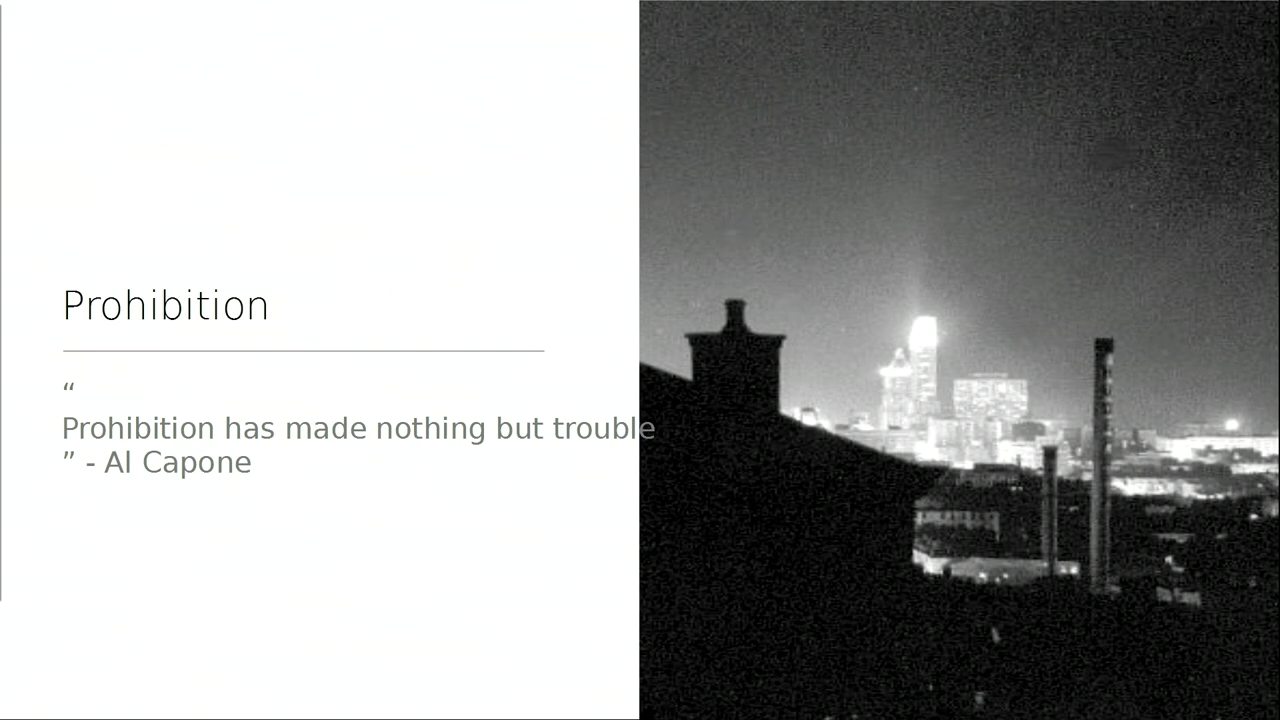 Prohibition
“
Prohibition has made nothing but trouble
” - Al Capone